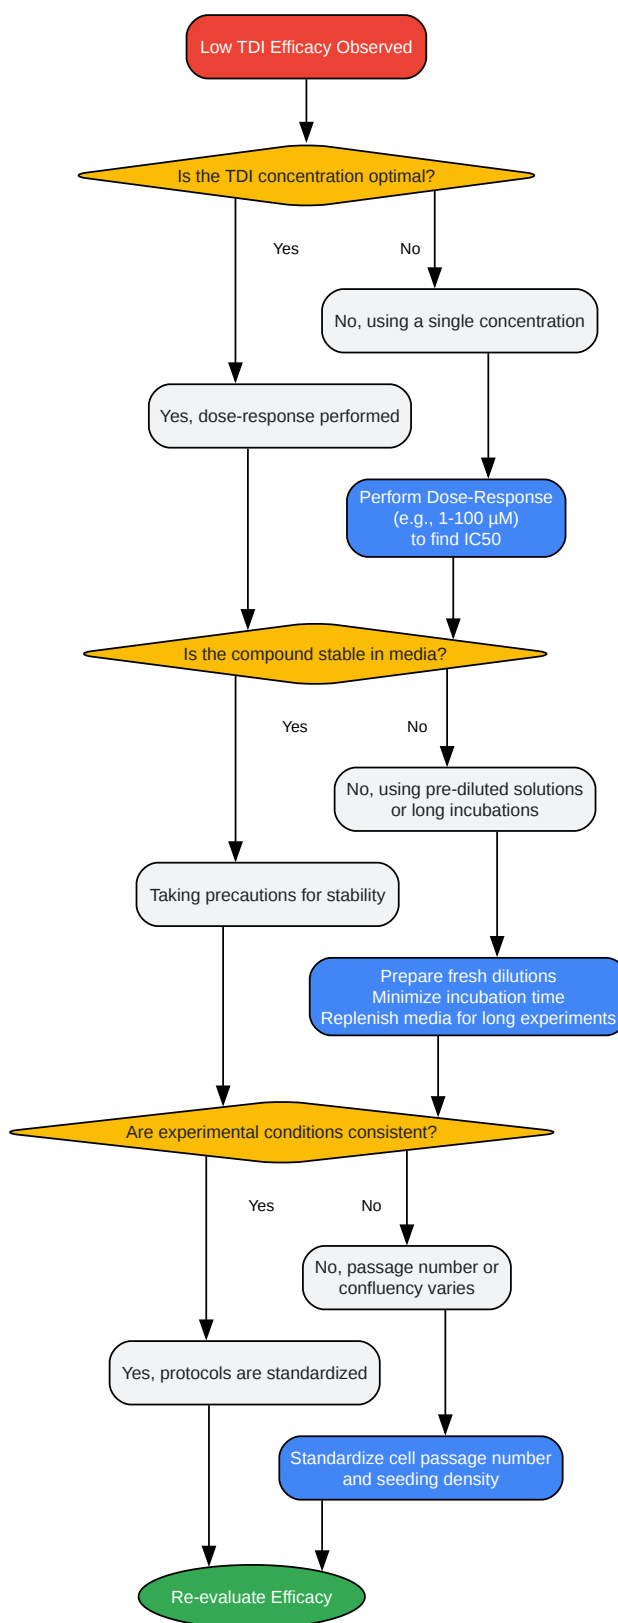 Low TDI Efficacy Observed
Is the TDI concentration optimal?
Yes
No
No, using a single concentration
Yes, dose-response performed
Perform Dose-Response
(e.g., 1-100 µM)
to find IC50
Is the compound stable in media?
Yes
No
No, using pre-diluted solutions
or long incubations
Taking precautions for stability
Prepare fresh dilutions
Minimize incubation time
Replenish media for long experiments
Are experimental conditions consistent?
Yes
No
No, passage number or
confluency varies
Yes, protocols are standardized
Standardize cell passage number
and seeding density
Re-evaluate Efficacy